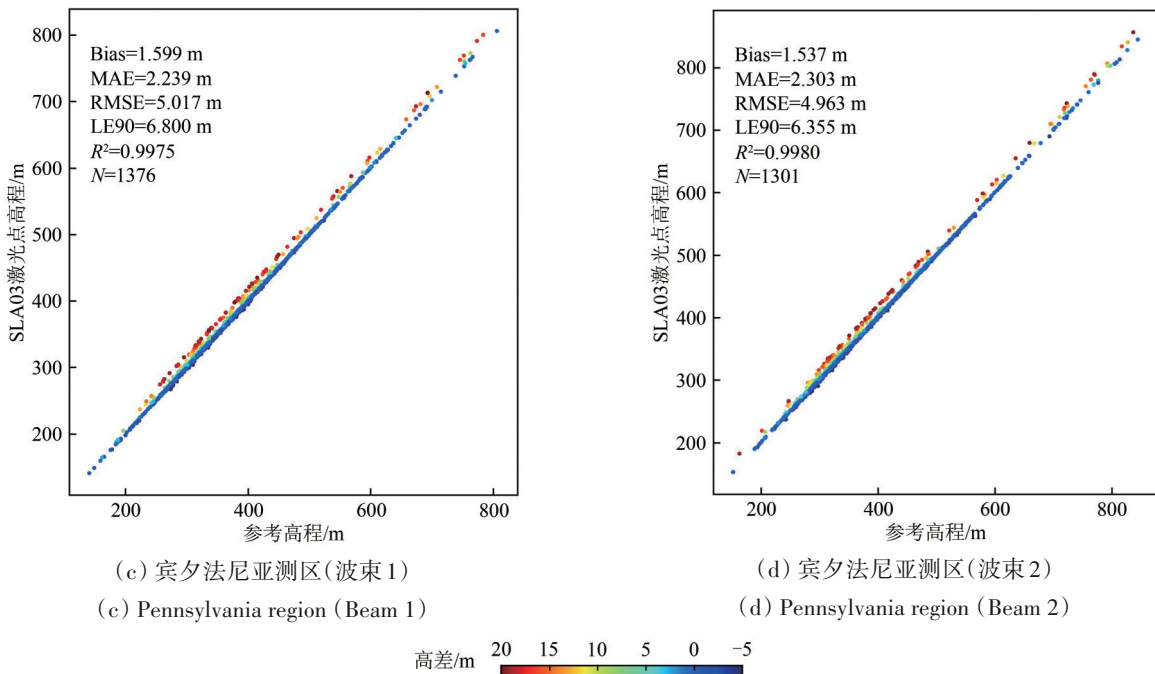 800
700
600
500
400
300
200
SLA03激光点高程/m
Bias=1.599 m
MAE=2.239 m
RMSE=5.017 m
LE90=6.800 m
R²=0.9975
N=1376
200 400 600 800
参考高程/m
(c) 宾夕法尼亚测区(波束1)
(c) Pennsylvania region (Beam 1)
800
700
600
500
400
300
200
SLA03激光点高程/m
Bias=1.537 m
MAE=2.303 m
RMSE=4.963 m
LE90=6.355 m
R²=0.9980
N=1301
200 400 600 800
参考高程/m
(d) 宾夕法尼亚测区(波束2)
(d) Pennsylvania region (Beam 2)
高差/m 20 15 10 5 0 −5